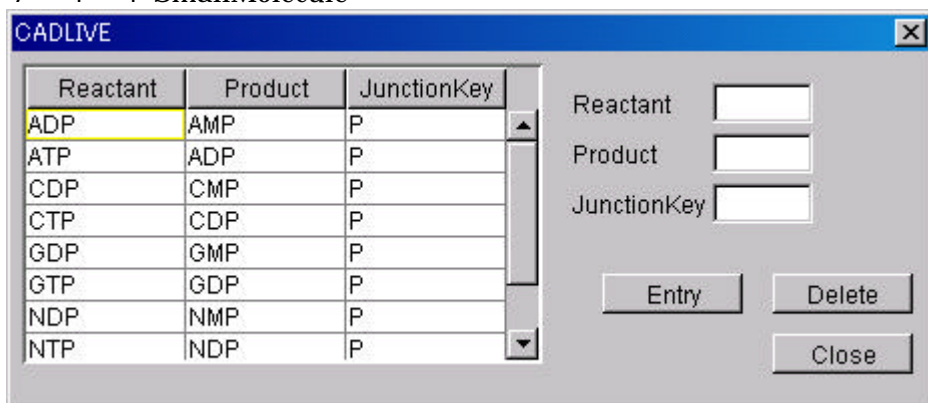 CADLIVE
Reactant Product JunctionKey
ADP AMP P
ATP ADP P
CDP CMP P
CTP CDP P
GDP GMP P
GTP GDP P
NDP NMP P
NTP NDP P
Reactant
Product
JunctionKey
Entry Delete
Close